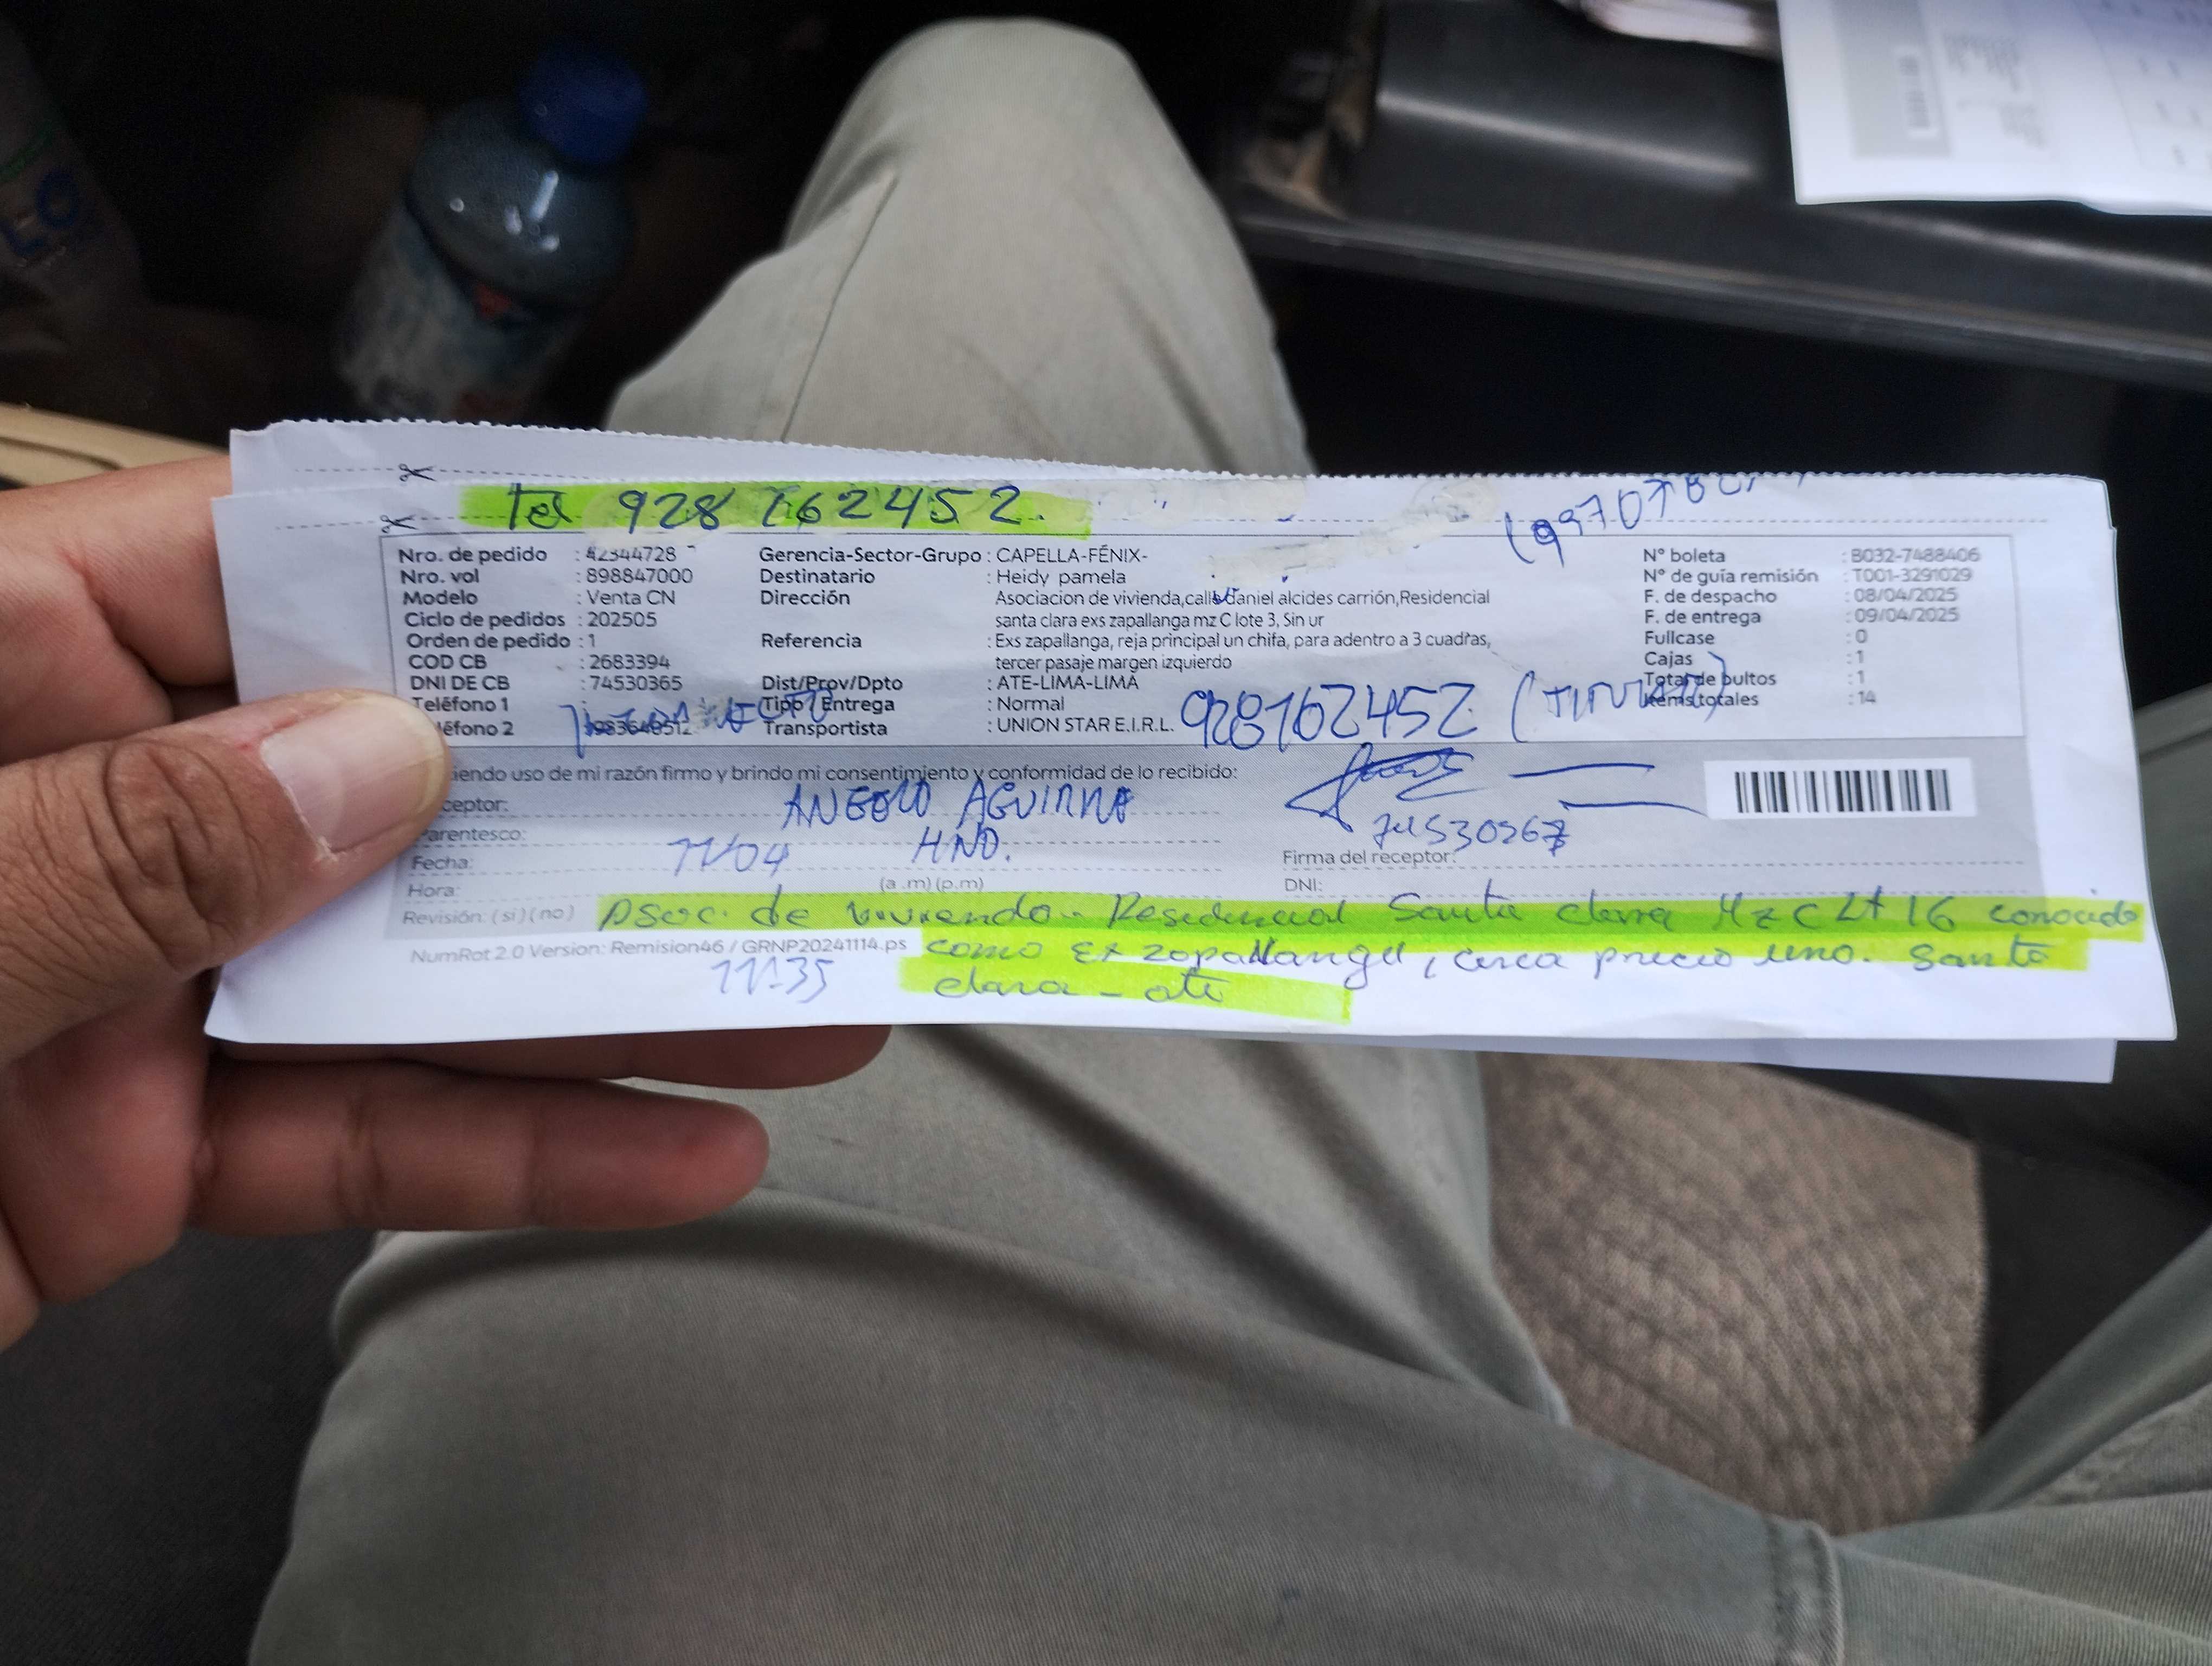 Tel 928762452.
Nro. de pedido : 42344728
Nro. vol : 898847000
Modelo : Venta CN
Ciclo de pedidos : 202505
Orden de pedido : 1
COD CB : 2683394
DNI DE CB : 74530365
Teléfono 1
éfono 2
Gerencia-Sector-Grupo : CAPELLA-FÉNIX-
Destinatario : Heidy pamela
Dirección : Asociacion de vivienda,calle daniel alcides carrión,Residencial
santa clara exs zapallanga mz C lote 3, Sin ur
Referencia : Exs zapallanga, reja principal un chifa, para adentro a 3 cuadras,
tercer pasaje margen izquierdo
Dist/Prov/Dpto : ATE-LIMA-LIMA
Tipo Entrega : Normal
Transportista : UNION STAR E.I.R.L.
928762452 (TITULAR)
N° boleta : B032-7488406
N° de guía remisión : T001-3291029
F. de despacho : 08/04/2025
F. de entrega : 09/04/2025
Fullcase : 0
Cajas : 1
Total de bultos : 1
Items totales : 14
iendo uso de mi razón firmo y brindo mi consentimiento y conformidad de lo recibido:
ceptor: ANGELO AGUIRRE
Parentesco: HNO.
Fecha: 11/04
Hora: (a .m) (p.m)
Firma del receptor:
DNI:
Revisión: (si) (no) Asoc. de vivienda - Residencial Santa clara Mz C Lt 16 conocido
NumRot 2.0 Version: Remision46 / GRNP20241114.ps como Ex zapallanga, cerca precio uno. Santa
11:35 clara - ate